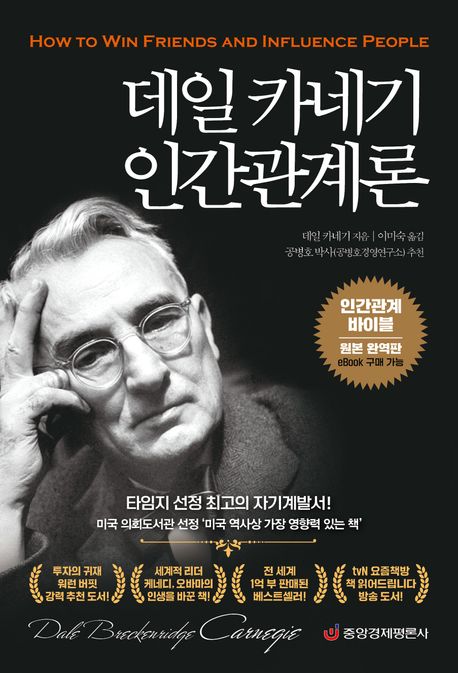 HOW TO WIN FRIENDS AND INFLUENCE PEOPLE
데일 카네기
인간관계론
데일 카네기 지음 | 이미숙 옮김
공병호 박사(공병호경영연구소) 추천
인간관계
바이블
원본 완역판
eBook 구매 가능
타임지 선정 최고의 자기계발서!
미국 의회도서관 선정 '미국 역사상 가장 영향력 있는 책'
투자의 귀재
워런 버핏
강력 추천 도서!
세계적 리더
케네디, 오바마의
인생을 바꾼 책!
전 세계
1억 부 판매된
베스트셀러!
tvN 요즘책방
책 읽어드립니다
방송 도서!
Dale Breckenridge Carnegie
중앙경제평론사